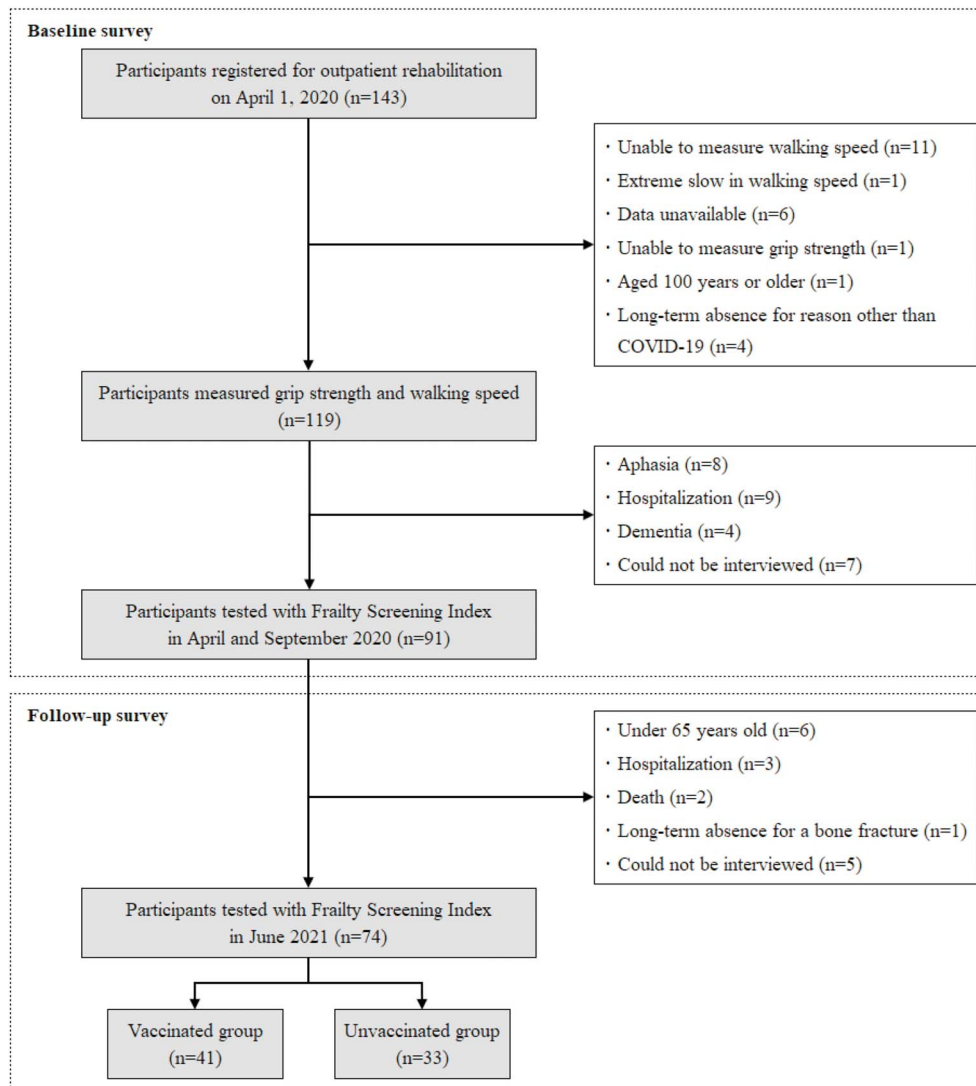 Baseline survey
Participants registered for outpatient rehabilitation
on April 1, 2020 (n=143)
・Unable to measure walking speed (n=11)
・Extreme slow in walking speed (n=1)
・Data unavailable (n=6)
・Unable to measure grip strength (n=1)
・Aged 100 years or older (n=1)
・Long-term absence for reason other than
COVID-19 (n=4)
Participants measured grip strength and walking speed
(n=119)
・Aphasia (n=8)
・Hospitalization (n=9)
・Dementia (n=4)
・Could not be interviewed (n=7)
Participants tested with Frailty Screening Index
in April and September 2020 (n=91)
Follow-up survey
・Under 65 years old (n=6)
・Hospitalization (n=3)
・Death (n=2)
・Long-term absence for a bone fracture (n=1)
・Could not be interviewed (n=5)
Participants tested with Frailty Screening Index
in June 2021 (n=74)
Vaccinated group
(n=41)
Unvaccinated group
(n=33)